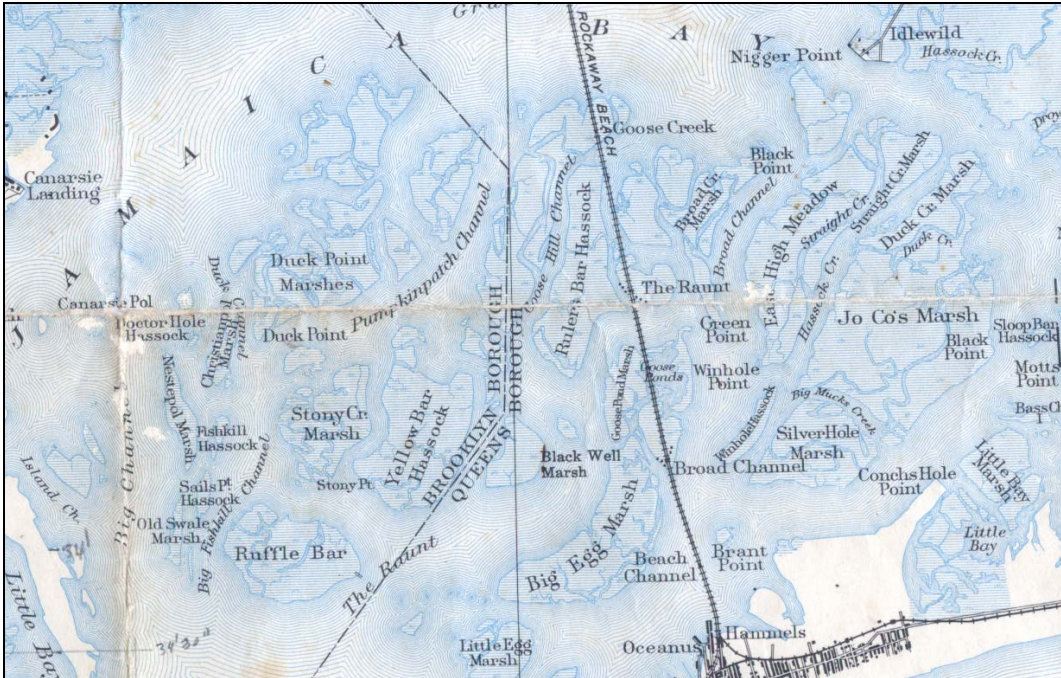 JAMAICA BAY
ROCKAWAY BEACH
Idlewild
Hassock Cr.
Nigger Point
Goose Creek
Canarsie
Landing
Black
Point
Broad Cr.
Marsh
Broad Channel
East High Meadow
Straight Cr.
Straight Cr. Marsh
Duck Cr. Marsh
Duck Cr.
Hassock Cr.
Goose Hill Channel
Rulers Bar Hassock
Pumpkinpatch Channel
Duck Point
Marshes
The Raunt
Canarsie Pol
Doctor Hole
Hassock
Christian
Marsh
Duck Point
BOROUGH
BOROUGH
BROOKLYN
QUEENS
Green
Point
Jo Co's Marsh
Black
Point
Sloop Bar
Hassock
Motts
Point
Bass C
Winhole
Point
Goose
Ponds
Goose Pond Marsh
Winhole Hassock
Big Mucks Creek
Silver Hole
Marsh
Nestepol Marsh
Fishkill
Hassock
Stony Cr.
Marsh
Yellow Bar
Hassock
Stony Pt.
Black Well
Marsh
Broad Channel
Conchs Hole
Point
Little Bay
Marsh
Little
Bay
Sails Pt.
Hassock
Old Swale
Marsh
Big Fishkill Channel
Big Channel
Island Ch.
34'
Ruffle Bar
The Raunt
Big Egg Marsh
Beach
Channel
Brant
Point
Little Ba
34'
Little Egg
Marsh
Oceanus
Hammels